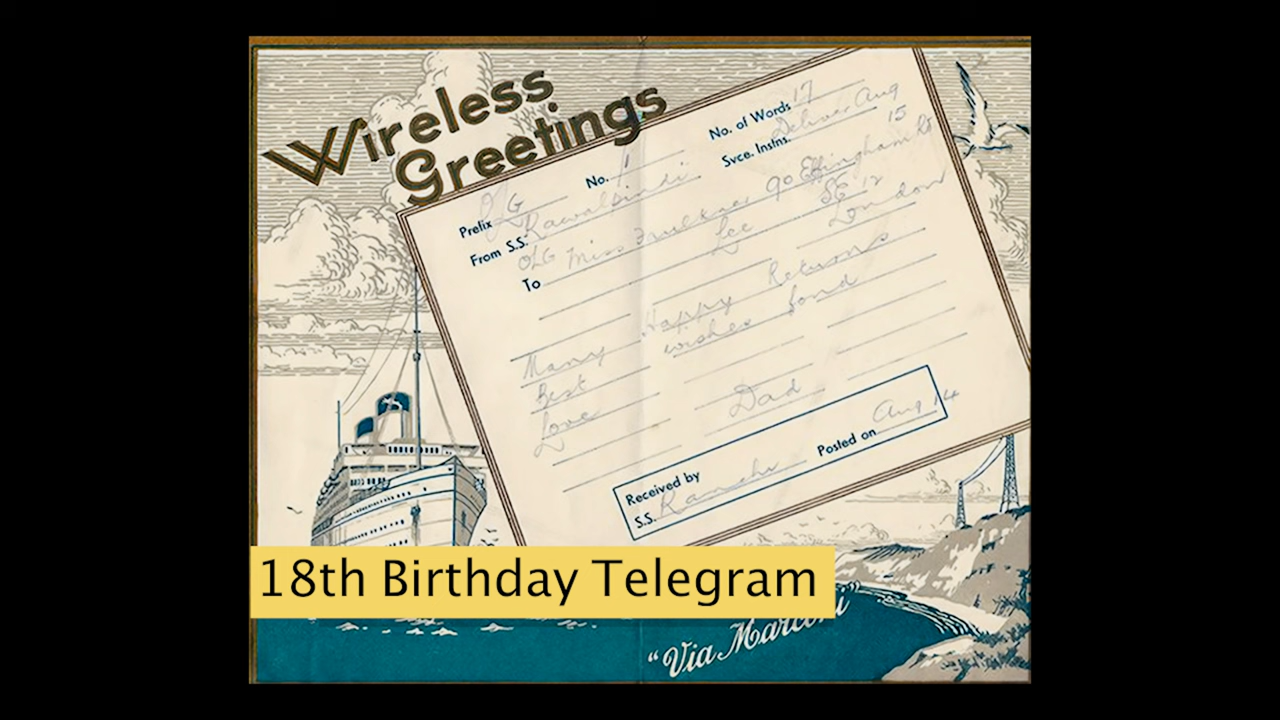 Wireless
Greetings
No. of Words 17
Svce. Instns. Deliver Aug 15
Prefix OLG No. 1
From S.S. Rawalpindi
To OLG Miss Faulkner 90 Effingham Rd
Lee SE 12
London
Many Happy Returns
Best wishes fond
Love
Dad
Received by
S.S. Ranchi Posted on Aug 14
18th Birthday Telegram
"Via Marconi